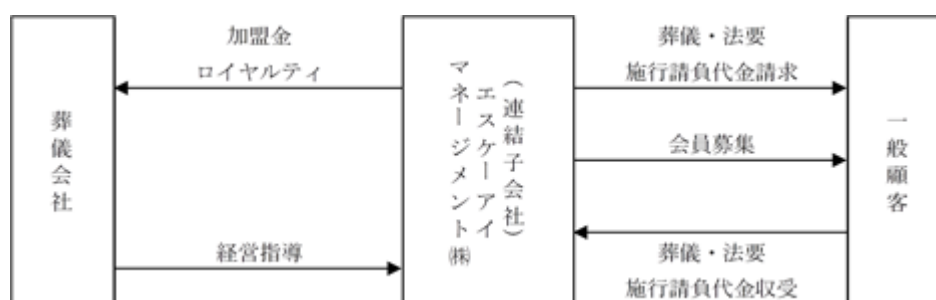 葬儀会社
加盟金
ロイヤルティ
経営指導
(連結子会社)
エスケーアイ
マネージメント㈱
葬儀・法要
施行請負代金請求
会員募集
葬儀・法要
施行請負代金収受
一般顧客